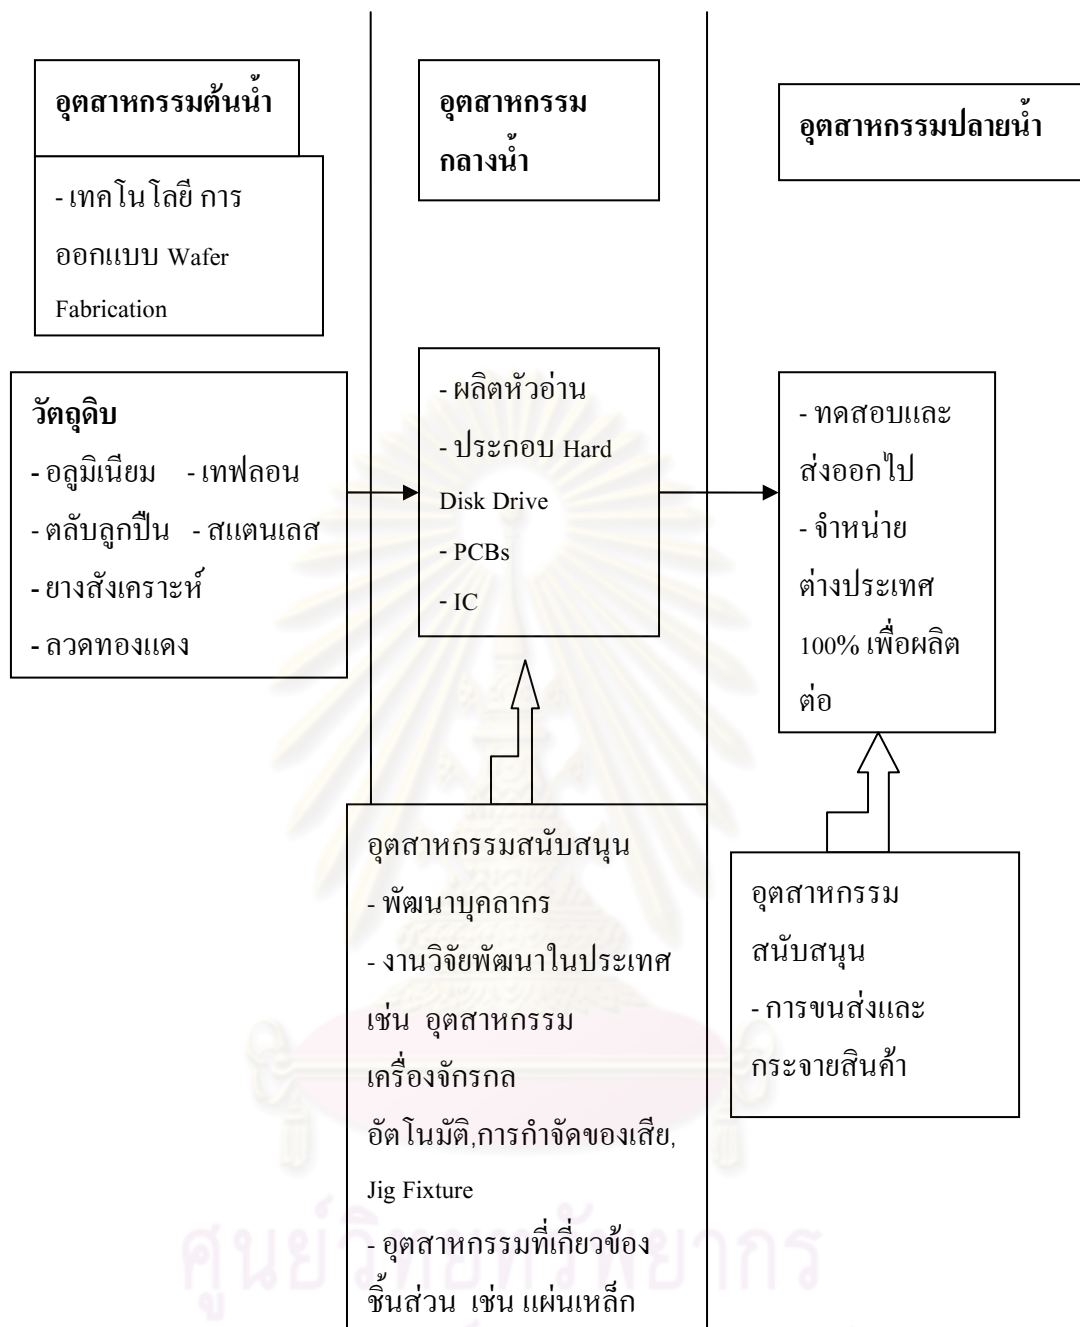 อุตสาหกรรมต้นน้ำ
- เทคโนโลยี การ
ออกแบบ Wafer
Fabrication
วัตถุดิบ
- อลูมิเนียม - เทฟลอน
- ตลับลูกปืน - สแตนเลส
- ยางสังเคราะห์
- ลวดทองแดง
อุตสาหกรรม
กลางน้ำ
- ผลิตหัวอ่าน
- ประกอบ Hard
Disk Drive
- PCBs
- IC
อุตสาหกรรมปลายน้ำ
- ทดสอบและ
ส่งออกไป
- จำหน่าย
ต่างประเทศ
100% เพื่อผลิต
ต่อ
อุตสาหกรรมสนับสนุน
- พัฒนาบุคลากร
- งานวิจัยพัฒนาในประเทศ
เช่น อุตสาหกรรม
เครื่องจักรกล
อัตโนมัติ,การกำจัดของเสีย,
Jig Fixture
- อุตสาหกรรมที่เกี่ยวข้อง
ชิ้นส่วน เช่น แผ่นเหล็ก
อุตสาหกรรม
สนับสนุน
- การขนส่งและ
กระจายสินค้า
ศูนย์วิทยทรัพยากร